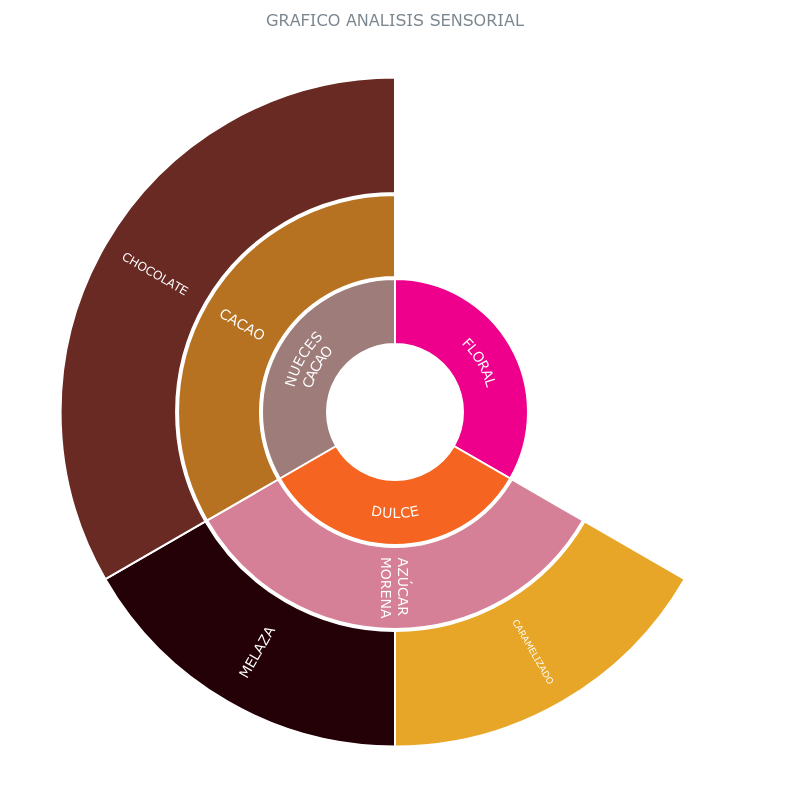 GRAFICO ANALISIS SENSORIAL
CHOCOLATE
CACAO
NUECES
CACAO
FLORAL
DULCE
AZÚCAR
MORENA
MELAZA
CARAMELIZADO